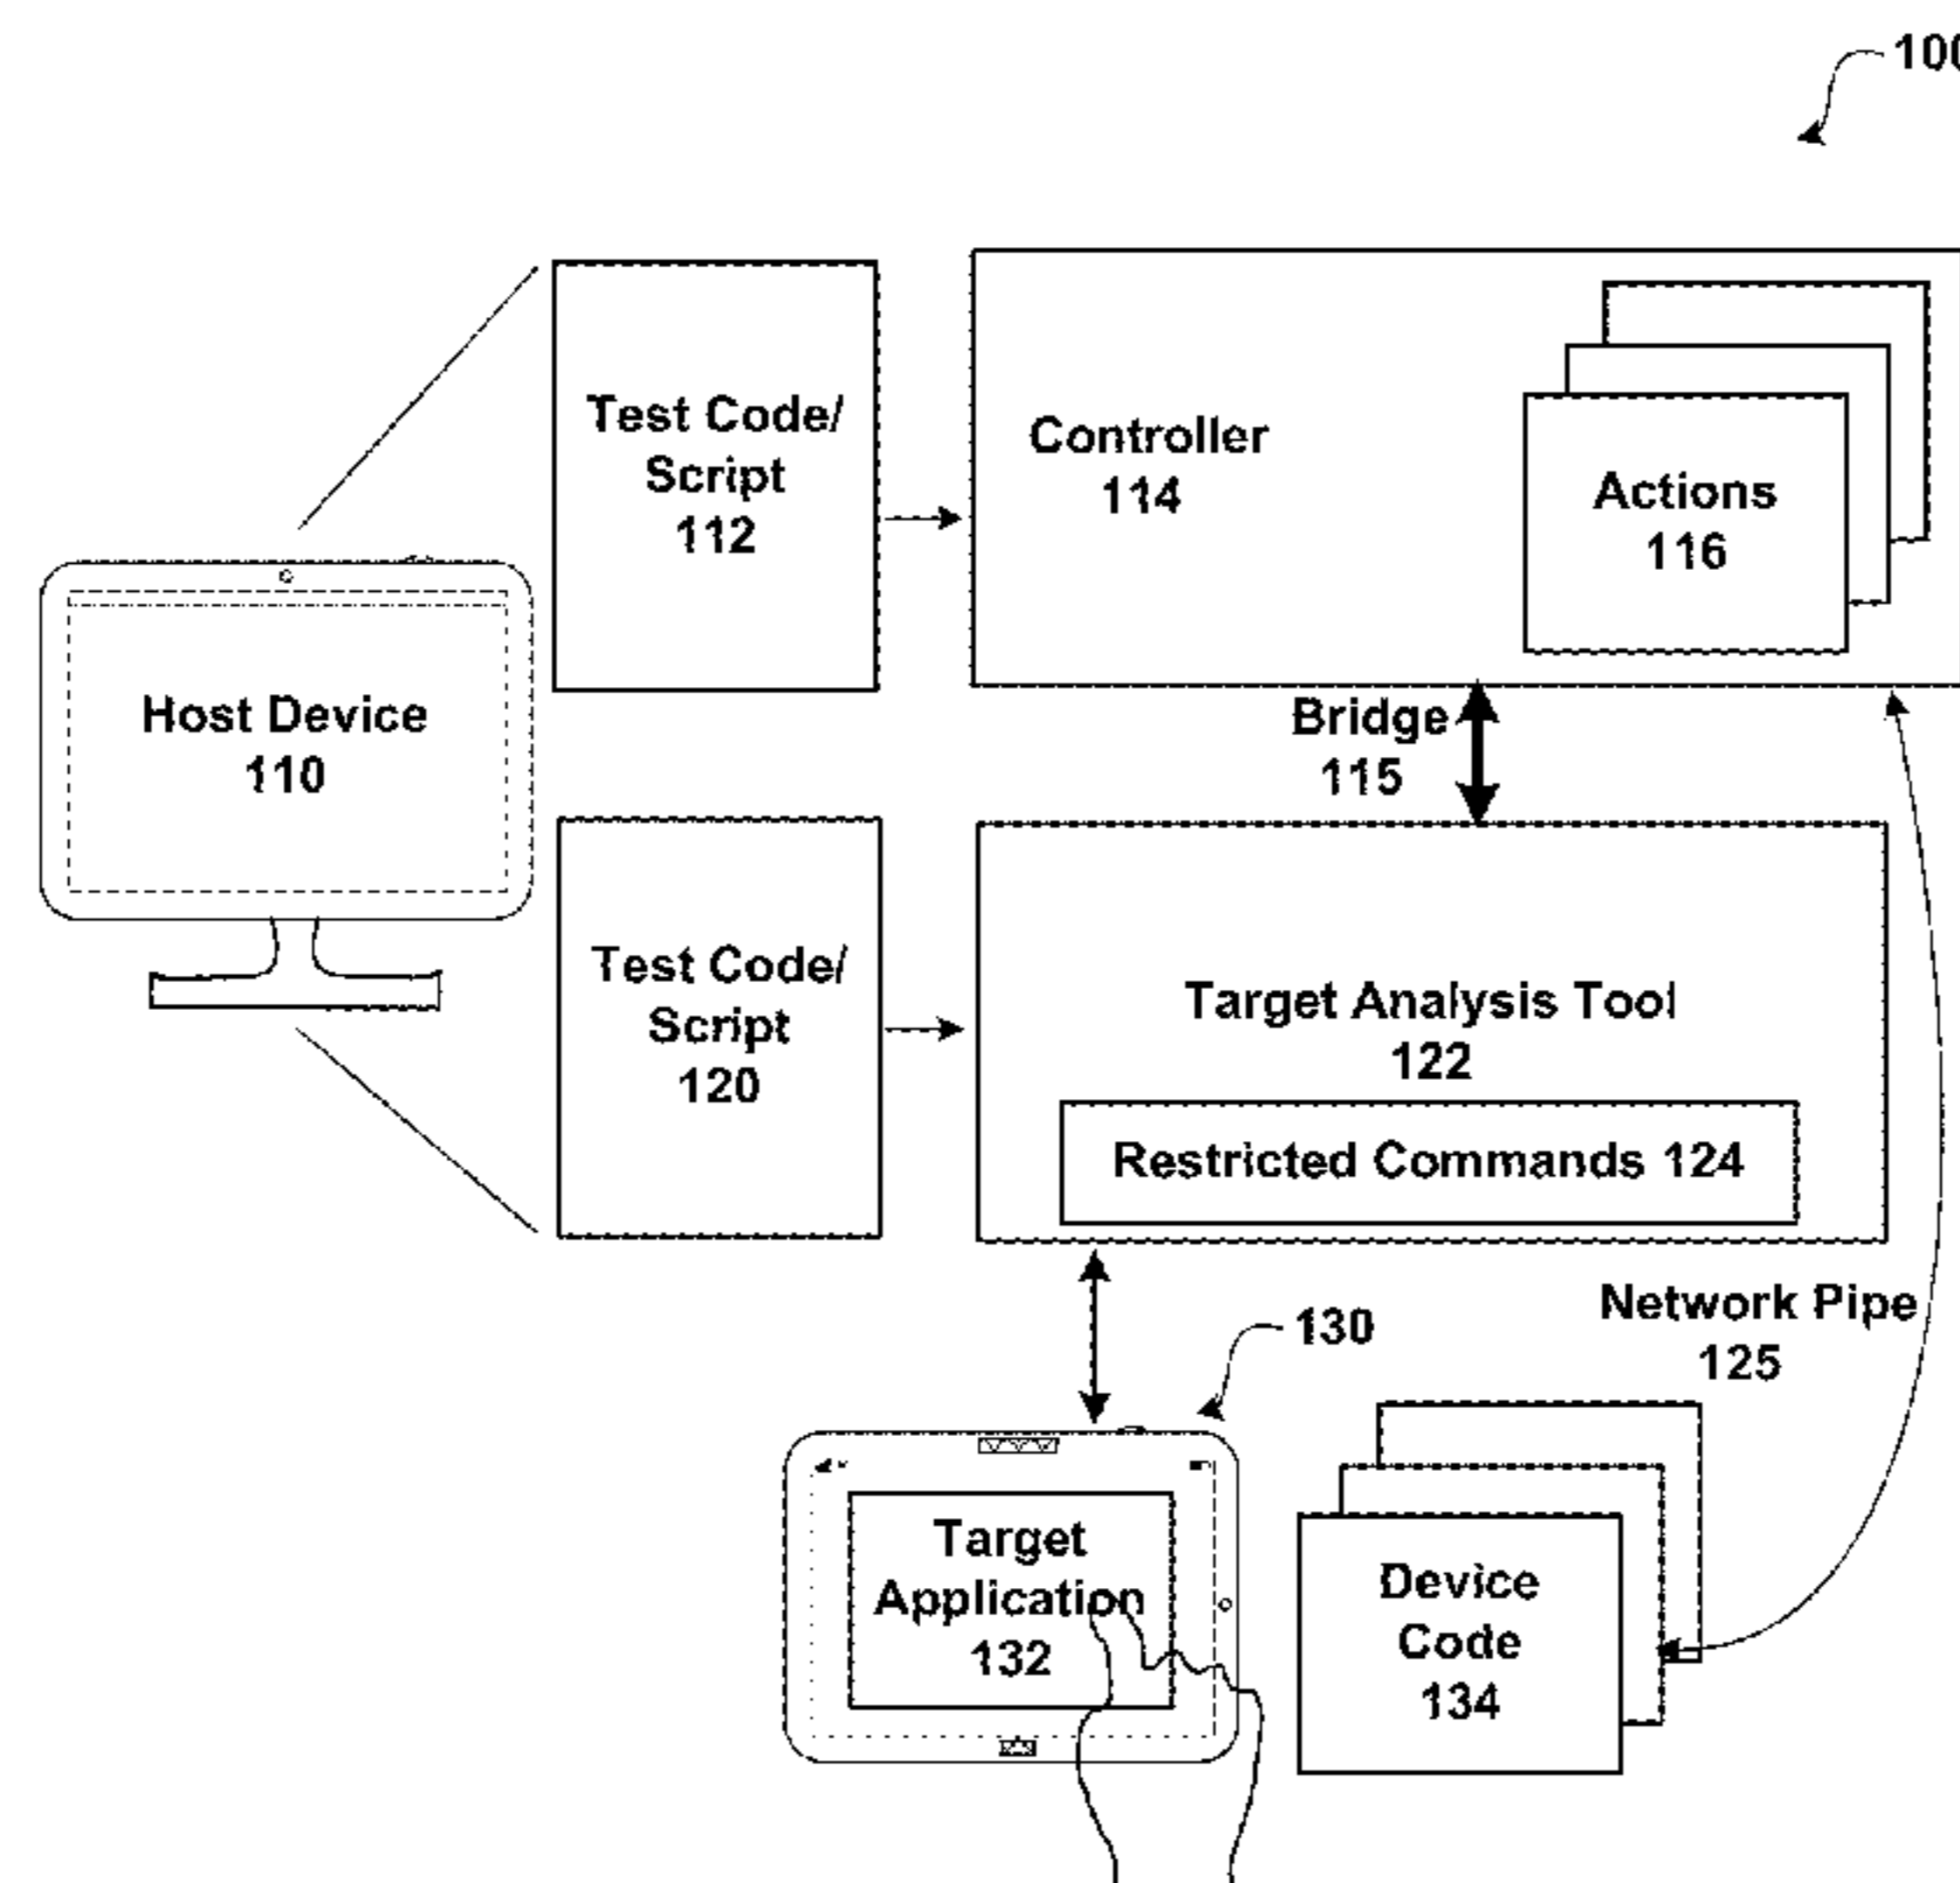 100
Test Code/
Script
112
Controller
114
Actions
116
Host Device
110
Bridge
115
Test Code/
Script
120
Target Analysis Tool
122
Restricted Commands 124
Network Pipe
125
130
Target
Application
132
Device
Code
134